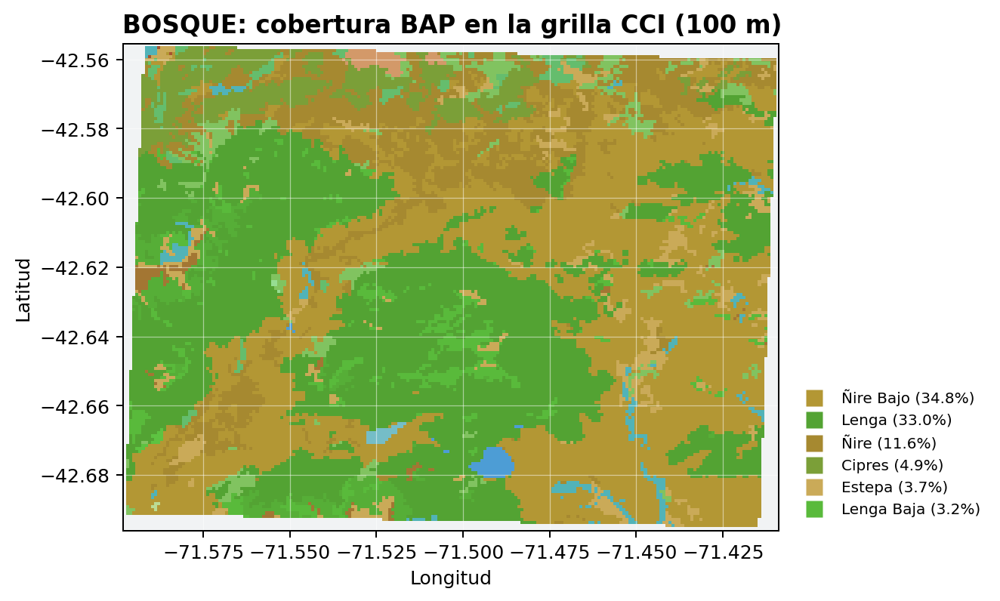 BOSQUE: cobertura BAP en la grilla CCI (100 m)
−42.56
−42.58
−42.60
−42.62
−42.64
−42.66
−42.68
Latitud
−71.575 −71.550 −71.525 −71.500 −71.475 −71.450 −71.425
Longitud
Ñire Bajo (34.8%)
Lenga (33.0%)
Ñire (11.6%)
Cipres (4.9%)
Estepa (3.7%)
Lenga Baja (3.2%)